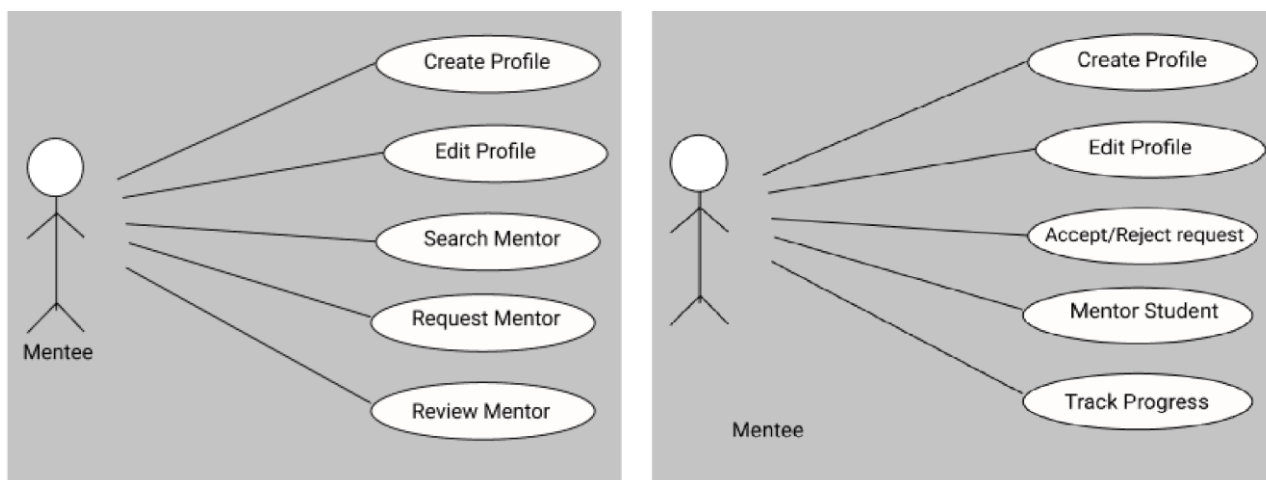 Create Profile
Edit Profile
Search Mentor
Request Mentor
Mentee
Review Mentor
Create Profile
Edit Profile
Accept/Reject request
Mentor Student
Track Progress
Mentee